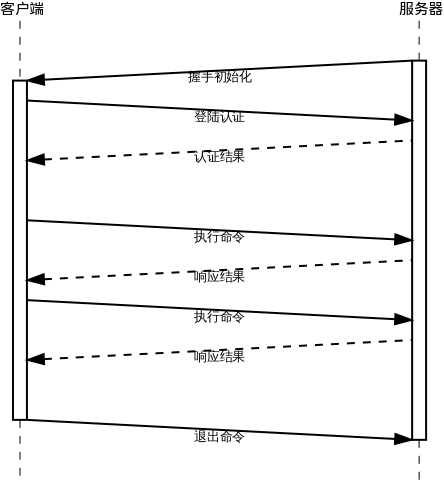 客户端
服务器
握手初始化
登陆认证
认证结果
执行命令
响应结果
执行命令
响应结果
退出命令